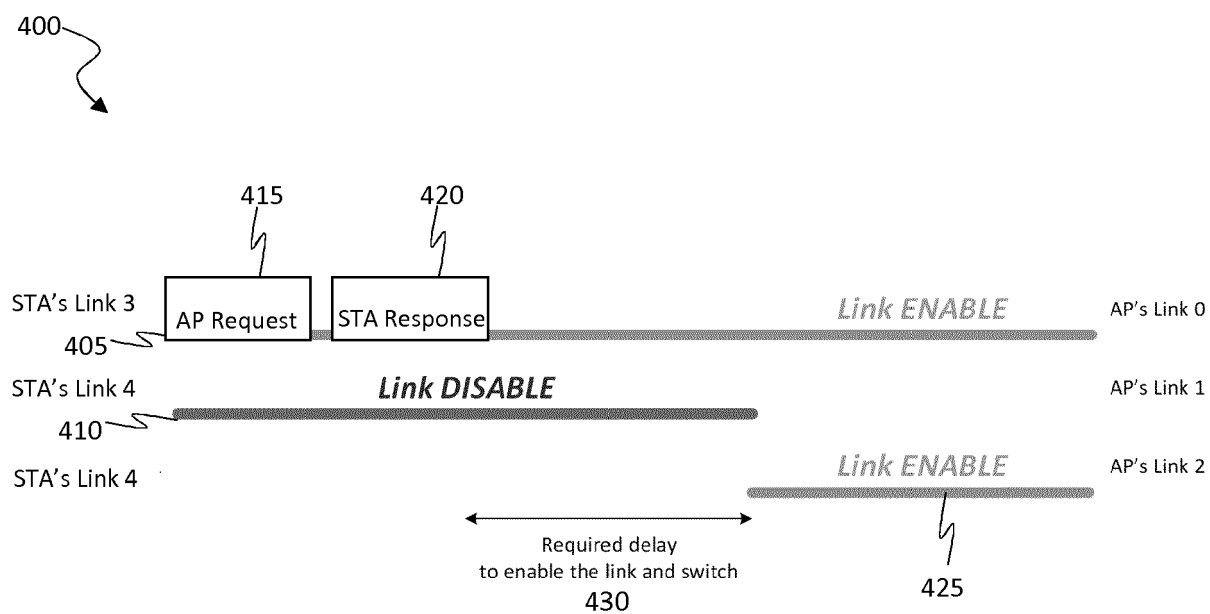 400
415
420
STA's Link 3
AP Request
STA Response
Link ENABLE
AP's Link 0
405
STA's Link 4
Link DISABLE
AP's Link 1
410
STA's Link 4
Link ENABLE
AP's Link 2
Required delay
to enable the link and switch
430
425